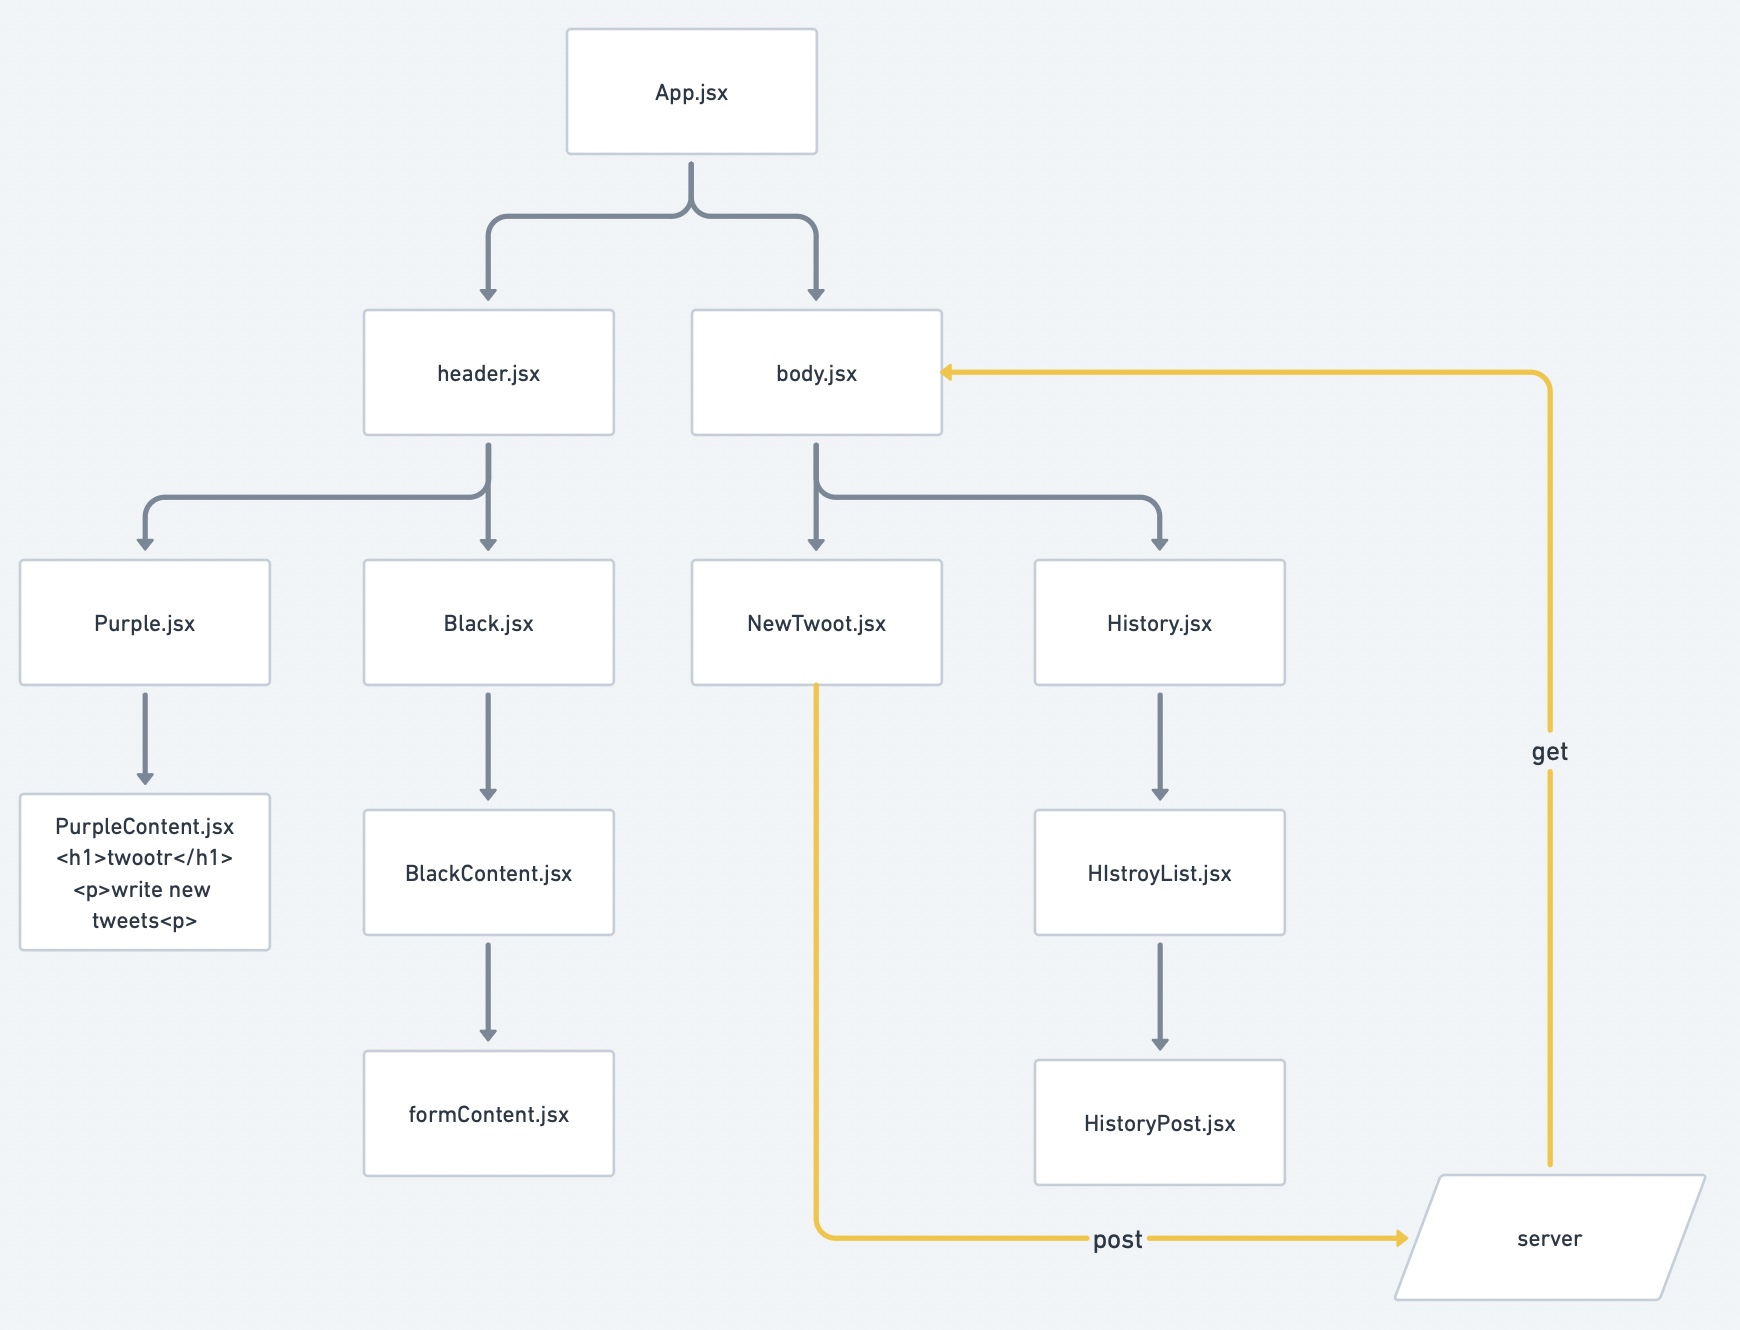 App.jsx
header.jsx
body.jsx
Purple.jsx
Black.jsx
NewTwoot.jsx
History.jsx
get
PurpleContent.jsx
<h1>twootr</h1>
<p>write new
tweets<p>
BlackContent.jsx
HIstroyList.jsx
formContent.jsx
HistoryPost.jsx
post
server